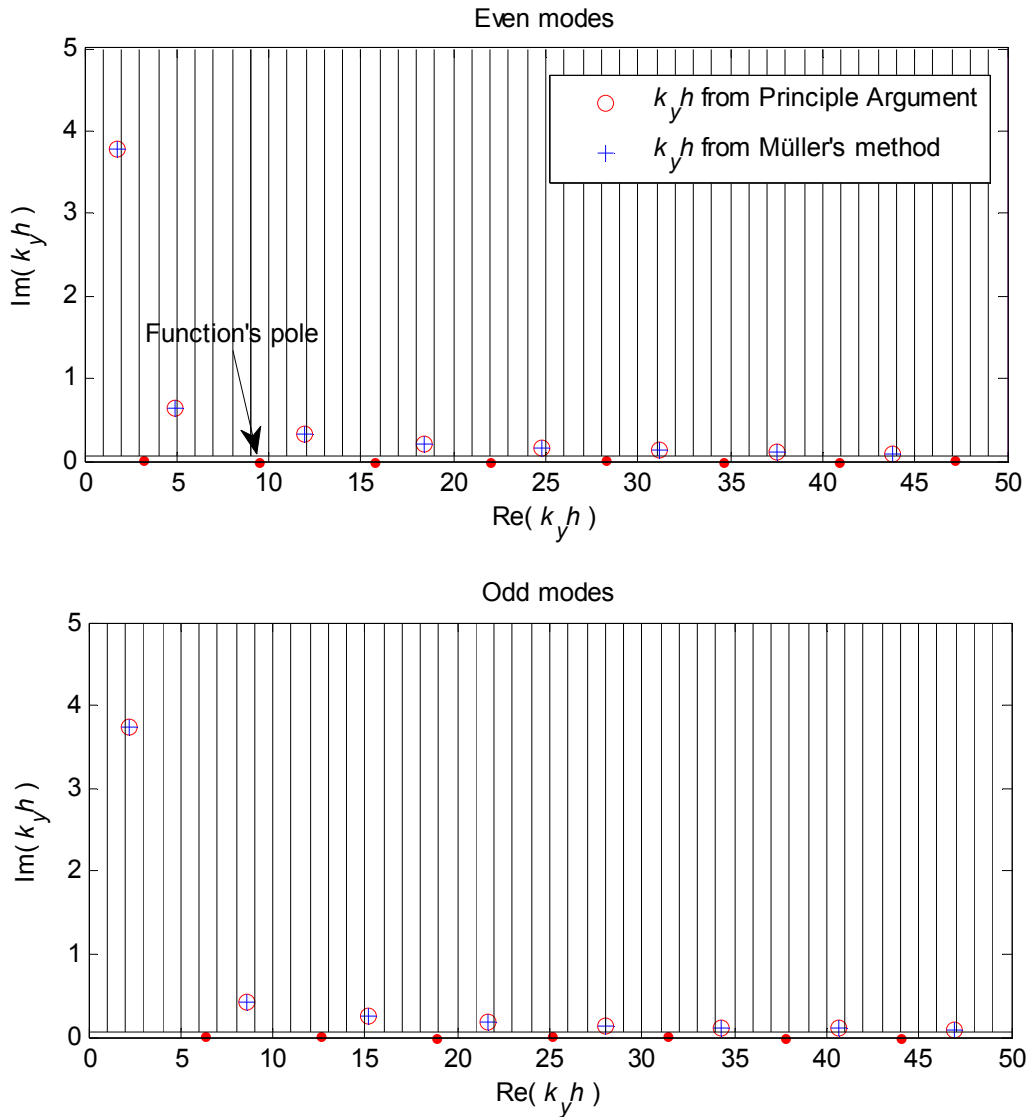 Even modes
5
4
3
2
1
0
Im( k_y h )
k_y h from Principle Argument
k_y h from Müller's method
Function's pole
0 5 10 15 20 25 30 35 40 45 50
Re( k_y h )
Odd modes
5
4
3
2
1
0
Im( k_y h )
0 5 10 15 20 25 30 35 40 45 50
Re( k_y h )